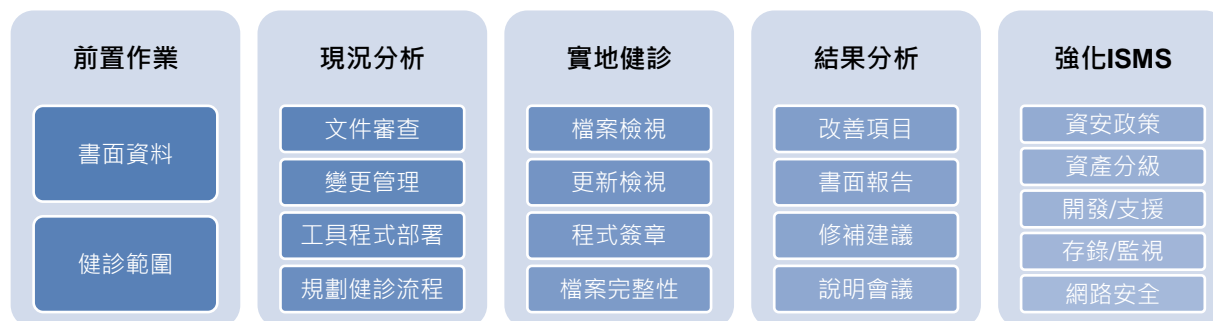 前置作業
書面資料
健診範圍
現況分析
文件審查
變更管理
工具程式部署
規劃健診流程
實地健診
檔案檢視
更新檢視
程式簽章
檔案完整性
結果分析
改善項目
書面報告
修補建議
說明會議
強化ISMS
資安政策
資產分級
開發/支援
存錄/監視
網路安全